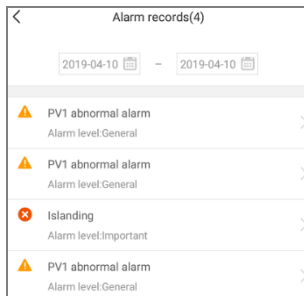 Alarm records(4)
2019-04-10 – 2019-04-10
PV1 abnormal alarm
Alarm level:General
PV1 abnormal alarm
Alarm level:General
Islanding
Alarm level:Important
PV1 abnormal alarm
Alarm level:General